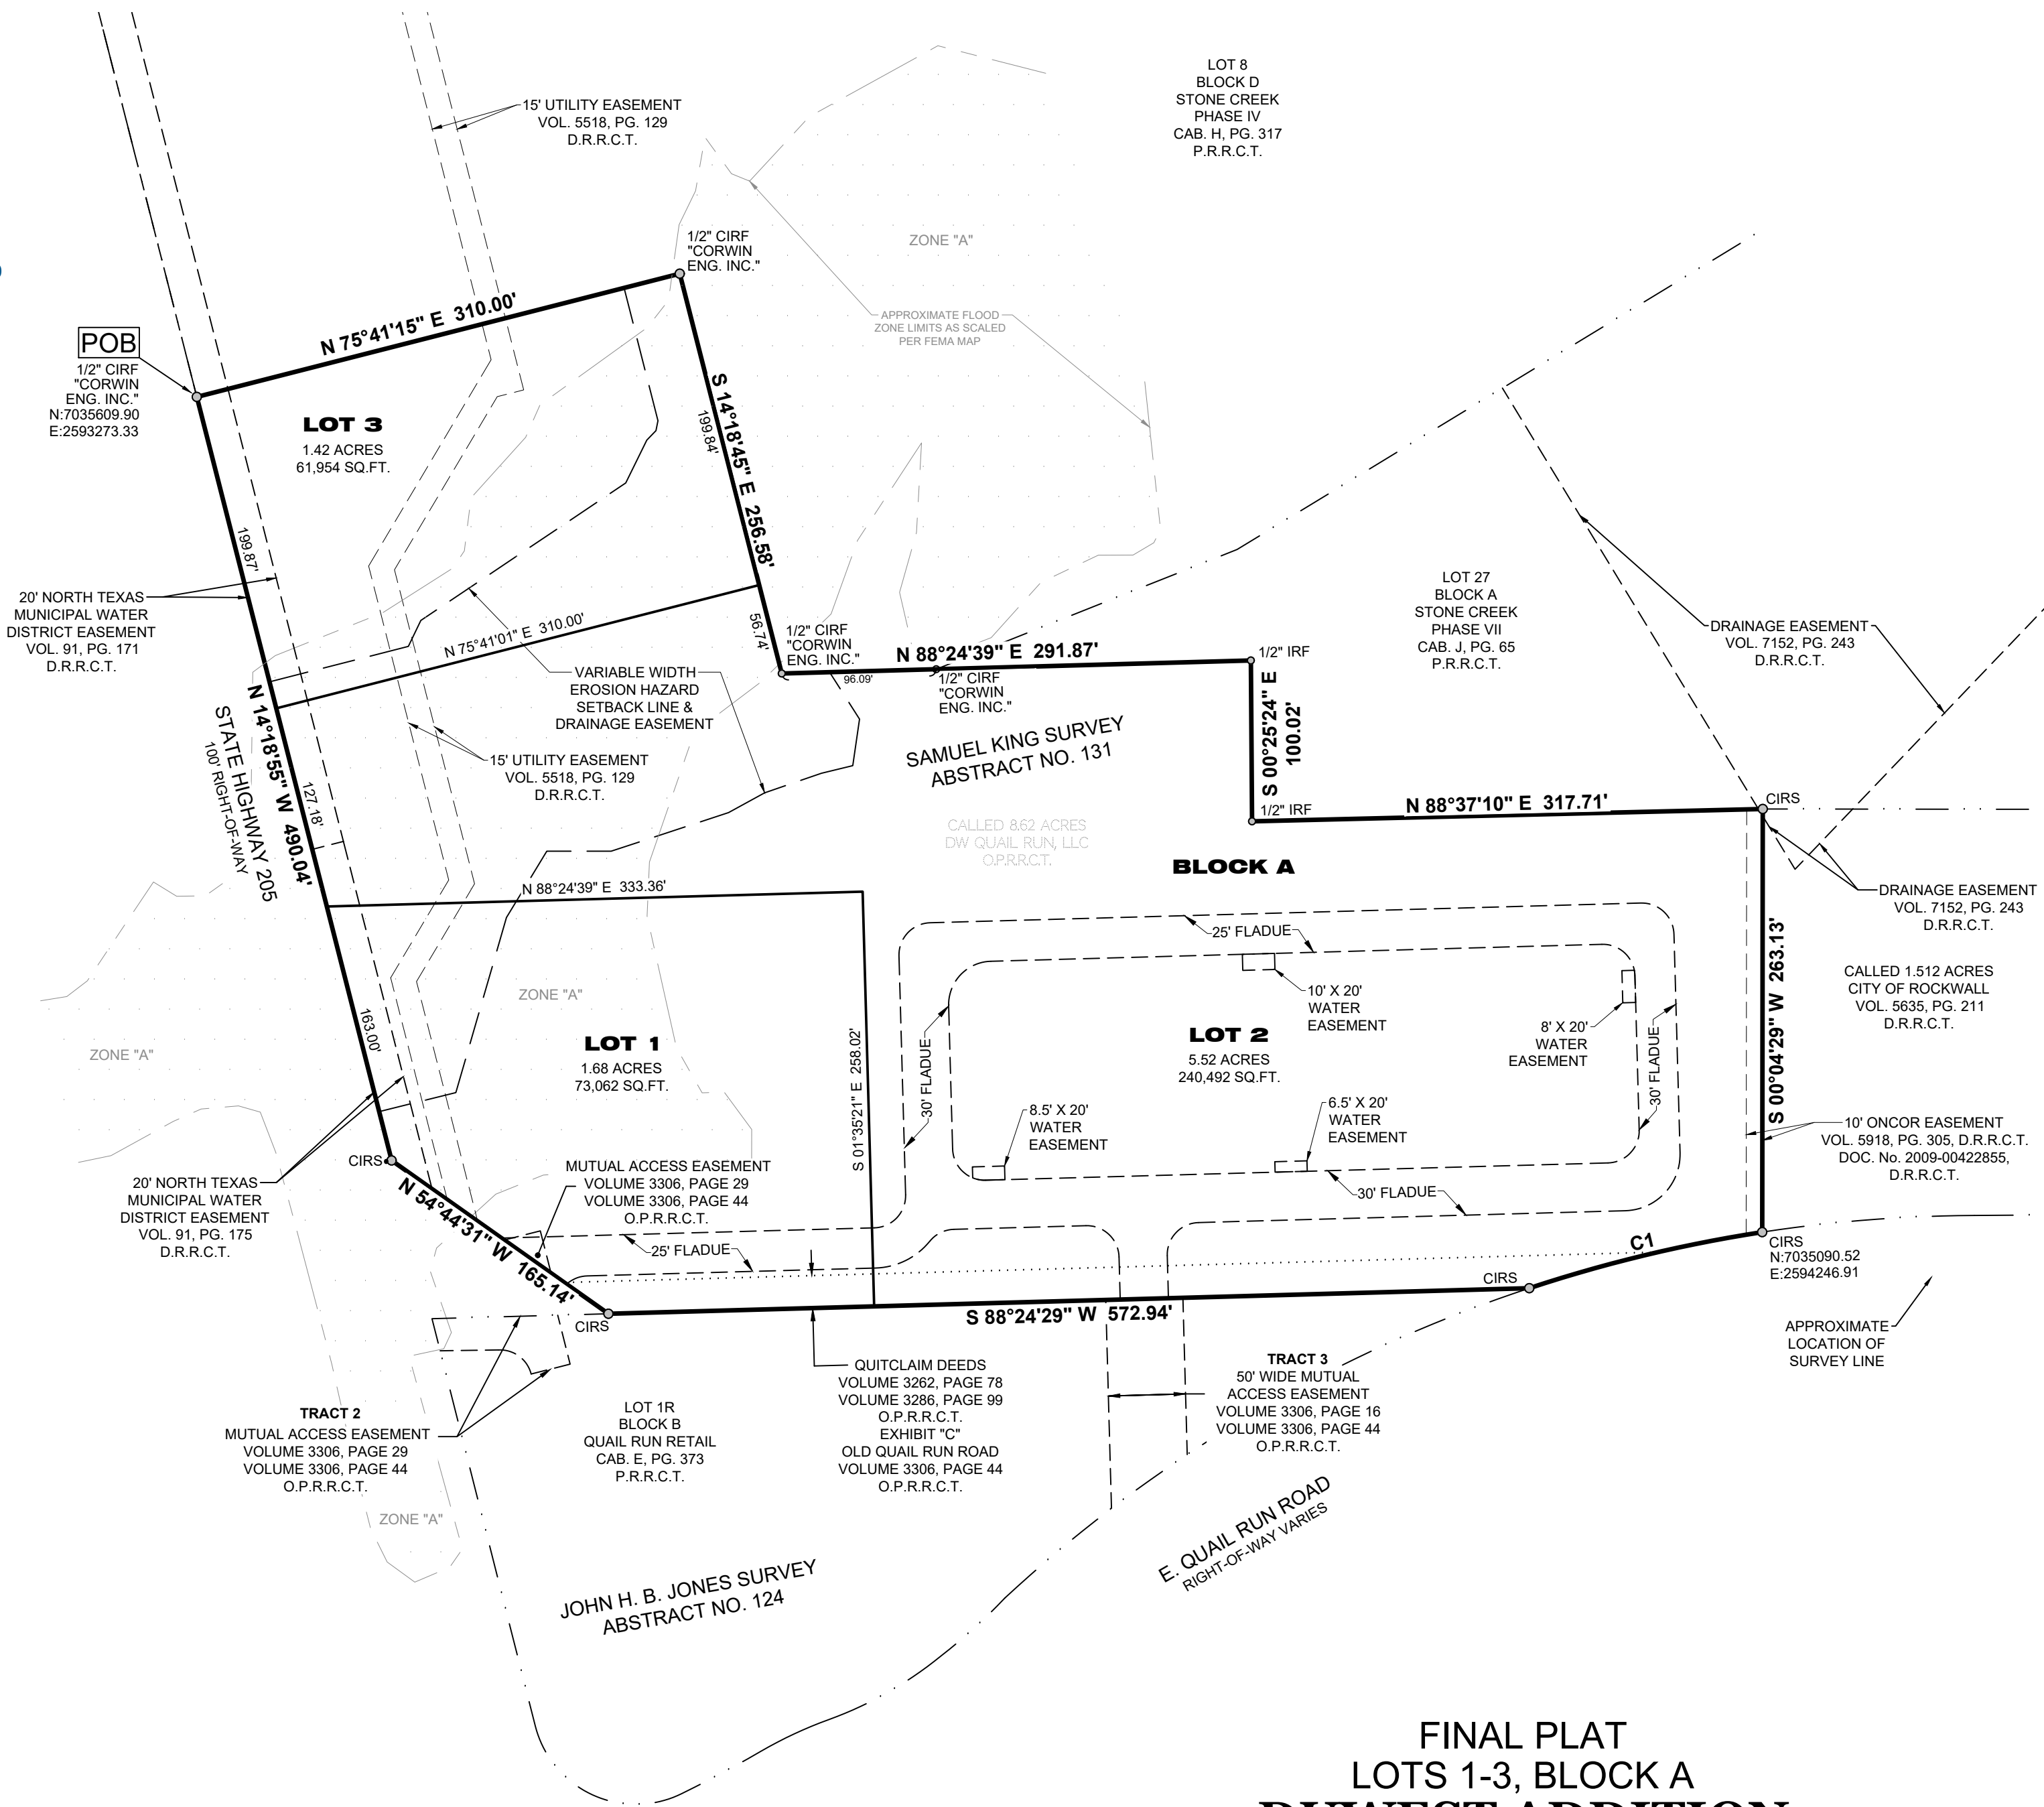 LOT 8
BLOCK D
STONE CREEK
PHASE IV
CAB. H, PG. 317
P.R.R.C.T.
15' UTILITY EASEMENT
VOL. 5518, PG. 129
D.R.R.C.T.
ZONE "A"
1/2" CIRF
"CORWIN
ENG. INC."
APPROXIMATE FLOOD
ZONE LIMITS AS SCALED
PER FEMA MAP
N 75°41'15" E 310.00'
POB
1/2" CIRF
"CORWIN
ENG. INC."
N:7035609.90
E:2593273.33
LOT 3
1.42 ACRES
61,954 SQ.FT.
S 14°18'45" E 256.58'
199.84'
56.74'
199.87'
20' NORTH TEXAS
MUNICIPAL WATER
DISTRICT EASEMENT
VOL. 91, PG. 171
D.R.R.C.T.
N 75°41'01" E 310.00'
1/2" CIRF
"CORWIN
ENG. INC."
N 88°24'39" E 291.87'
96.09'
1/2" CIRF
"CORWIN
ENG. INC."
1/2" IRF
LOT 27
BLOCK A
STONE CREEK
PHASE VII
CAB. J, PG. 65
P.R.R.C.T.
DRAINAGE EASEMENT
VOL. 7152, PG. 243
D.R.R.C.T.
VARIABLE WIDTH
EROSION HAZARD
SETBACK LINE &
DRAINAGE EASEMENT
15' UTILITY EASEMENT
VOL. 5518, PG. 129
D.R.R.C.T.
STATE HIGHWAY 205
100' RIGHT-OF-WAY
N 14°18'55" W 490.04'
127.18'
163.00'
SAMUEL KING SURVEY
ABSTRACT NO. 131
S 00°25'24" E
100.02'
1/2" IRF
N 88°37'10" E 317.71'
CIRS
CALLED 8.62 ACRES
DW QUAIL RUN, LLC
O.P.R.R.C.T.
BLOCK A
N 88°24'39" E 333.36'
DRAINAGE EASEMENT
VOL. 7152, PG. 243
D.R.R.C.T.
25' FLADUE
10' X 20'
WATER
EASEMENT
S 00°04'29" W 263.13'
CALLED 1.512 ACRES
CITY OF ROCKWALL
VOL. 5635, PG. 211
D.R.R.C.T.
ZONE "A"
ZONE "A"
LOT 1
1.68 ACRES
73,062 SQ.FT.
S 01°35'21" E 258.02'
30' FLADUE
LOT 2
5.52 ACRES
240,492 SQ.FT.
8' X 20'
WATER
EASEMENT
30' FLADUE
8.5' X 20'
WATER
EASEMENT
6.5' X 20'
WATER
EASEMENT
10' ONCOR EASEMENT
VOL. 5918, PG. 305, D.R.R.C.T.
DOC. No. 2009-00422855,
D.R.R.C.T.
CIRS
MUTUAL ACCESS EASEMENT
VOLUME 3306, PAGE 29
VOLUME 3306, PAGE 44
O.P.R.R.C.T.
20' NORTH TEXAS
MUNICIPAL WATER
DISTRICT EASEMENT
VOL. 91, PG. 175
D.R.R.C.T.
N 54°44'31" W 165.14'
30' FLADUE
25' FLADUE
C1
CIRS
N:7035090.52
E:2594246.91
CIRS
CIRS
S 88°24'29" W 572.94'
APPROXIMATE
LOCATION OF
SURVEY LINE
QUITCLAIM DEEDS
VOLUME 3262, PAGE 78
VOLUME 3286, PAGE 99
O.P.R.R.C.T.
EXHIBIT "C"
OLD QUAIL RUN ROAD
VOLUME 3306, PAGE 44
O.P.R.R.C.T.
TRACT 3
50' WIDE MUTUAL
ACCESS EASEMENT
VOLUME 3306, PAGE 16
VOLUME 3306, PAGE 44
O.P.R.R.C.T.
TRACT 2
MUTUAL ACCESS EASEMENT
VOLUME 3306, PAGE 29
VOLUME 3306, PAGE 44
O.P.R.R.C.T.
LOT 1R
BLOCK B
QUAIL RUN RETAIL
CAB. E, PG. 373
P.R.R.C.T.
ZONE "A"
E. QUAIL RUN ROAD
RIGHT-OF-WAY VARIES
JOHN H. B. JONES SURVEY
ABSTRACT NO. 124
FINAL PLAT
LOTS 1-3, BLOCK A
ADDITION